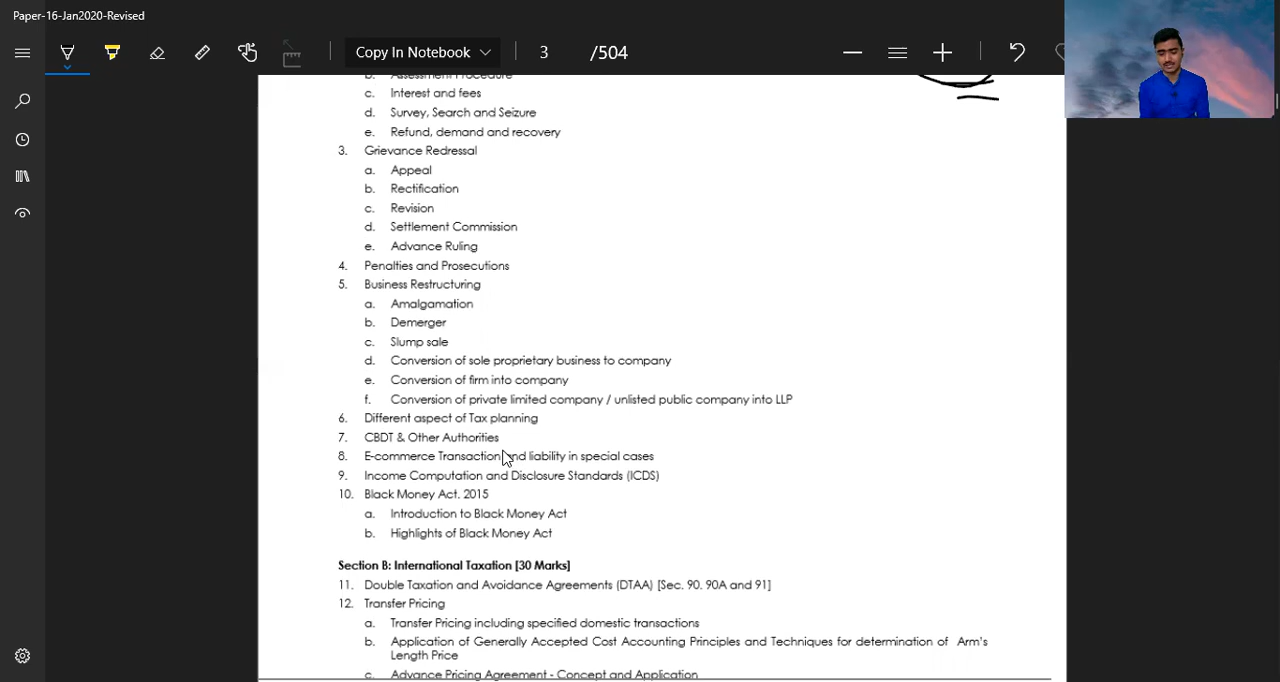 Paper-16-Jan2020-Revised
Copy In Notebook 3 /504
b. Assessment Procedure
c. Interest and fees
d. Survey, Search and Seizure
e. Refund, demand and recovery
3. Grievance Redressal
a. Appeal
b. Rectification
c. Revision
d. Settlement Commission
e. Advance Ruling
4. Penalties and Prosecutions
5. Business Restructuring
a. Amalgamation
b. Demerger
c. Slump sale
d. Conversion of sole proprietary business to company
e. Conversion of firm into company
f. Conversion of private limited company / unlisted public company into LLP
6. Different aspect of Tax planning
7. CBDT & Other Authorities
8. E-commerce Transaction and liability in special cases
9. Income Computation and Disclosure Standards (ICDS)
10. Black Money Act. 2015
a. Introduction to Black Money Act
b. Highlights of Black Money Act
Section B: International Taxation [30 Marks]
11. Double Taxation and Avoidance Agreements (DTAA) [Sec. 90. 90A and 91]
12. Transfer Pricing
a. Transfer Pricing including specified domestic transactions
b. Application of Generally Accepted Cost Accounting Principles and Techniques for determination of Arm's
Length Price
c. Advance Pricing Agreement - Concept and Application